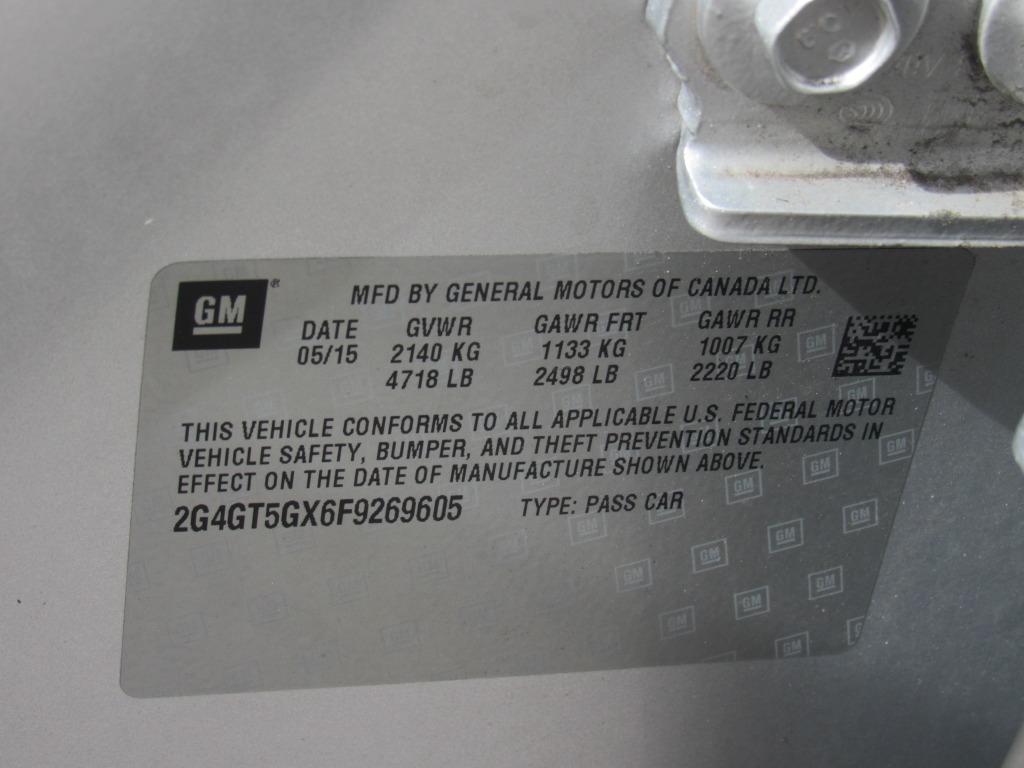 GM
MFD BY GENERAL MOTORS OF CANADA LTD.
DATE GVWR GAWR FRT GAWR RR
05/15 2140 KG 1133 KG 1007 KG
4718 LB 2498 LB 2220 LB
THIS VEHICLE CONFORMS TO ALL APPLICABLE U.S. FEDERAL MOTOR
VEHICLE SAFETY, BUMPER, AND THEFT PREVENTION STANDARDS IN
EFFECT ON THE DATE OF MANUFACTURE SHOWN ABOVE.
2G4GT5GX6F9269605 TYPE: PASS CAR